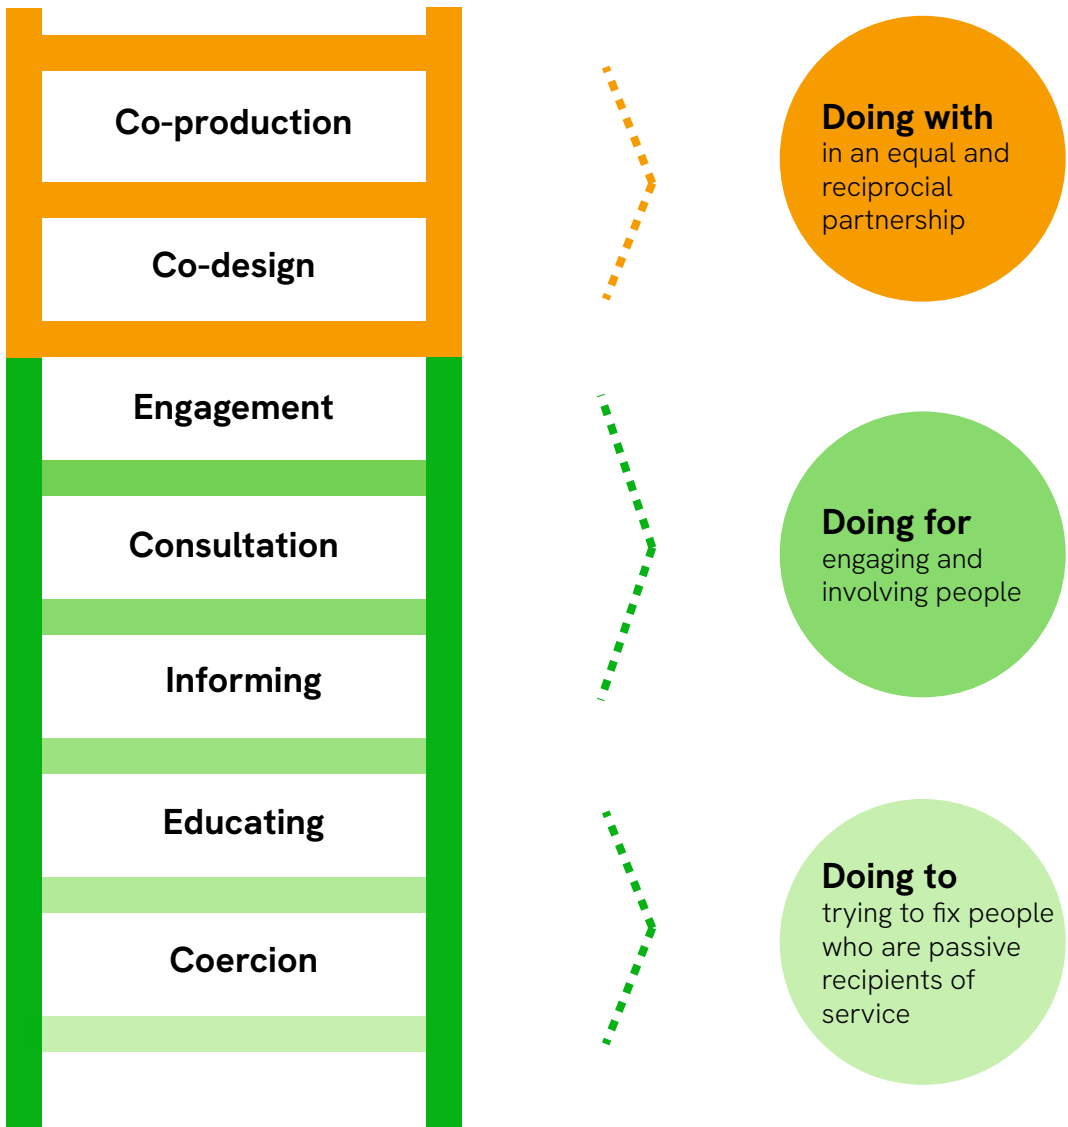 Co-production
Co-design
Engagement
Consultation
Informing
Educating
Coercion
Doing with
in an equal and
reciprocial
partnership
Doing for
engaging and
involving people
Doing to
trying to fix people
who are passive
recipients of
service